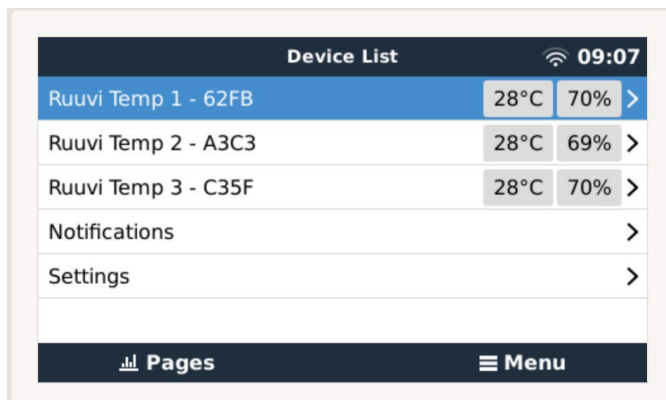 Device List 09:07
Ruuvi Temp 1 - 62FB 28°C 70%
Ruuvi Temp 2 - A3C3 28°C 69%
Ruuvi Temp 3 - C35F 28°C 70%
Notifications
Settings
Pages Menu